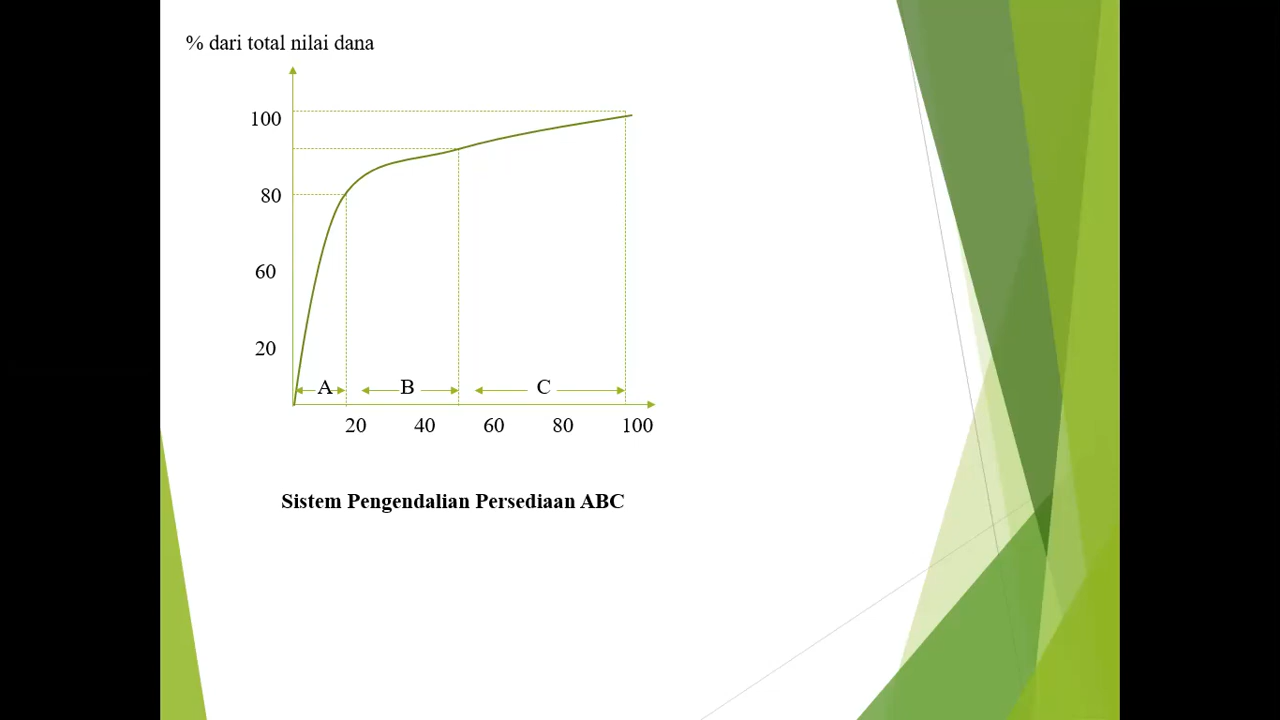 % dari total nilai dana
100
80
60
20
A B C
20 40 60 80 100
Sistem Pengendalian Persediaan ABC